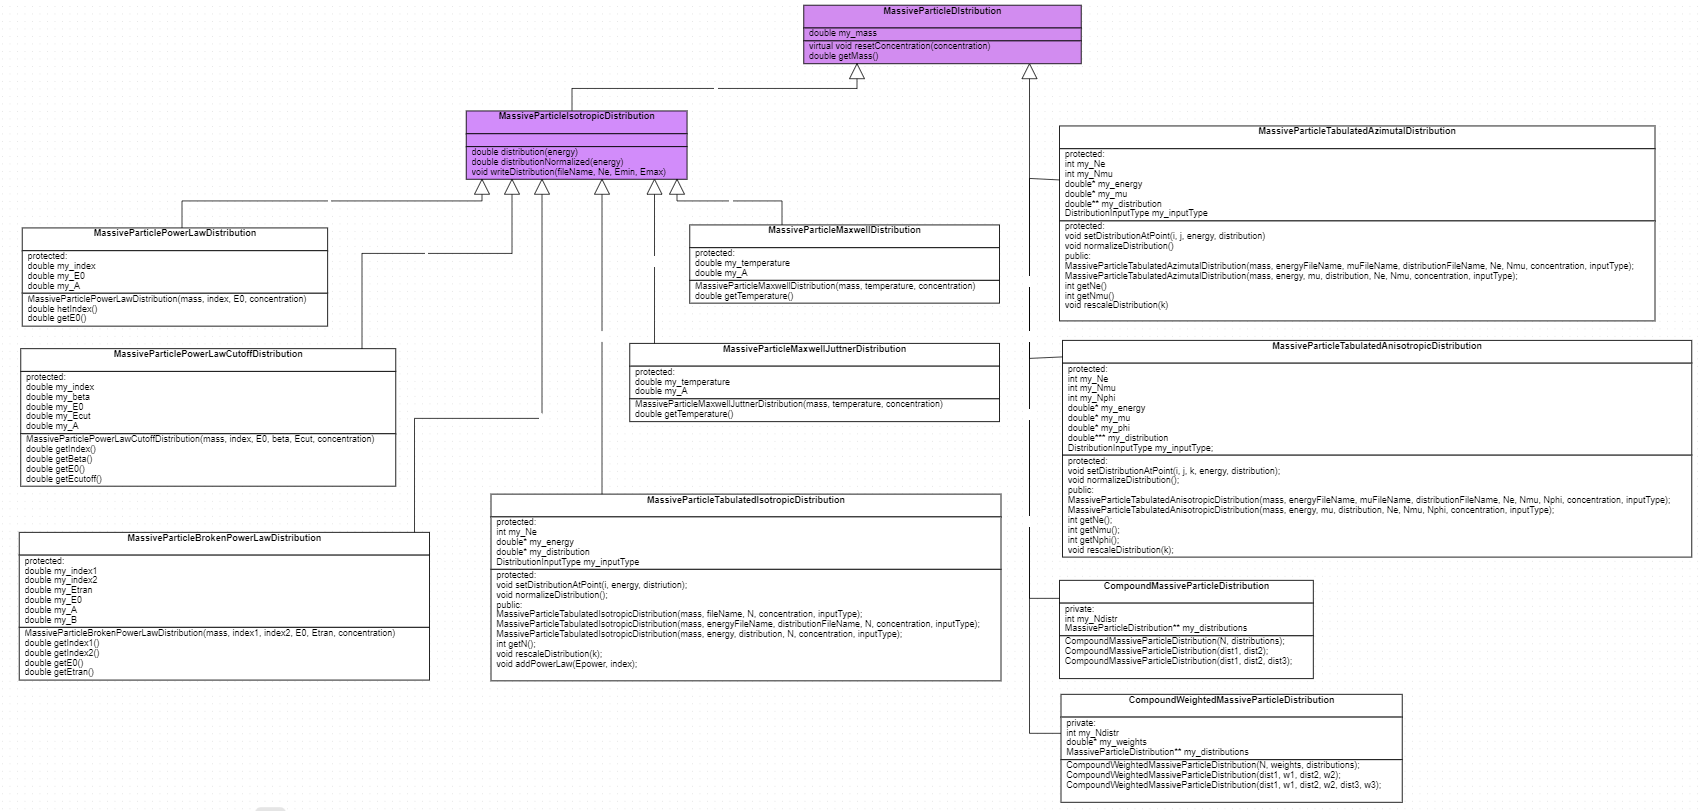 MassiveParticleDIstribution
double my_mass
virtual void resetConcentration(concentration)
double getMass()
MassiveParticleIsotropicDistribution
double distribution(energy)
double distributionNormalized(energy)
void writeDistribution(fileName, Ne, Emin, Emax)
MassiveParticlePowerLawDistribution
protected:
double my_index
double my_E0
double my_A
MassiveParticlePowerLawDistribution(mass, index, E0, concentration)
double hetIndex()
double getE0()
MassiveParticlePowerLawCutoffDistribution
protected:
double my_index
double my_beta
double my_E0
double my_Ecut
double my_A
MassiveParticlePowerLawCutoffDistribution(mass, index, E0, beta, Ecut, concentration)
double getIndex()
double getBeta()
double getE0()
double getEcutoff()
MassiveParticleBrokenPowerLawDistribution
protected:
double my_index1
double my_index2
double my_Etran
double my_E0
double my_A
double my_B
MassiveParticleBrokenPowerLawDistribution(mass, index1, index2, E0, Etran, concentration)
double getIndex1()
double getIndex2()
double getE0()
double getEtran()
MassiveParticleMaxwellDistribution
protected:
double my_temperature
double my_A
MassiveParticleMaxwellDistribution(mass, temperature, concentration)
double getTemperature()
MassiveParticleMaxwellJuttnerDistribution
protected:
double my_temperature
double my_A
MassiveParticleMaxwellJuttnerDistribution(mass, temperature, concentration)
double getTemperature()
MassiveParticleTabulatedIsotropicDistribution
protected:
int my_Ne
double* my_energy
double* my_distribution
DistributionInputType my_inputType
protected:
void setDistributionAtPoint(i, energy, distriution);
void normalizeDistribution();
public:
MassiveParticleTabulatedIsotropicDistribution(mass, fileName, N, concentration, inputType);
MassiveParticleTabulatedIsotropicDistribution(mass, energyFileName, distributionFileName, N, concentration, inputType);
MassiveParticleTabulatedIsotropicDistribution(mass, energy, distribution, N, concentration, inputType);
int getN();
void rescaleDistribution(k);
void addPowerLaw(Epower, index);
MassiveParticleTabulatedAzimutalDistribution
protected:
int my_Ne
int my_Nmu
double* my_energy
double* my_mu
double** my_distribution
DistributionInputType my_inputType
protected:
void setDistributionAtPoint(i, j, energy, distribution)
void normalizeDistribution()
public:
MassiveParticleTabulatedAzimutalDistribution(mass, energyFileName, muFileName, distributionFileName, Ne, Nmu, concentration, inputType);
MassiveParticleTabulatedAzimutalDistribution(mass, energy, mu, distribution, Ne, Nmu, concentration, inputType);
int getNe()
int getNmu()
void rescaleDistribution(k)
MassiveParticleTabulatedAnisotropicDistribution
protected:
int my_Ne
int my_Nmu
int my_Nphi
double* my_energy
double* my_mu
double* my_phi
double*** my_distribution
DistributionInputType my_inputType;
protected:
void setDistributionAtPoint(i, j, k, energy, distribution);
void normalizeDistribution();
public:
MassiveParticleTabulatedAnisotropicDistribution(mass, energyFileName, muFileName, distributionFileName, Ne, Nmu, Nphi, concentration, inputType);
MassiveParticleTabulatedAnisotropicDistribution(mass, energy, mu, distribution, Ne, Nmu, Nphi, concentration, inputType);
int getNe();
int getNmu();
int getNphi();
void rescaleDistribution(k);
CompoundMassiveParticleDistribution
private:
int my_Ndistr
MassiveParticleDistribution** my_distributions
CompoundMassiveParticleDistribution(N, distributions);
CompoundMassiveParticleDistribution(dist1, dist2);
CompoundMassiveParticleDistribution(dist1, dist2, dist3);
CompoundWeightedMassiveParticleDistribution
private:
int my_Ndistr
double* my_weights
MassiveParticleDistribution** my_distributions
CompoundWeightedMassiveParticleDistribution(N, weights, distributions);
CompoundWeightedMassiveParticleDistribution(dist1, w1, dist2, w2);
CompoundWeightedMassiveParticleDistribution(dist1, w1, dist2, w2, dist3, w3);